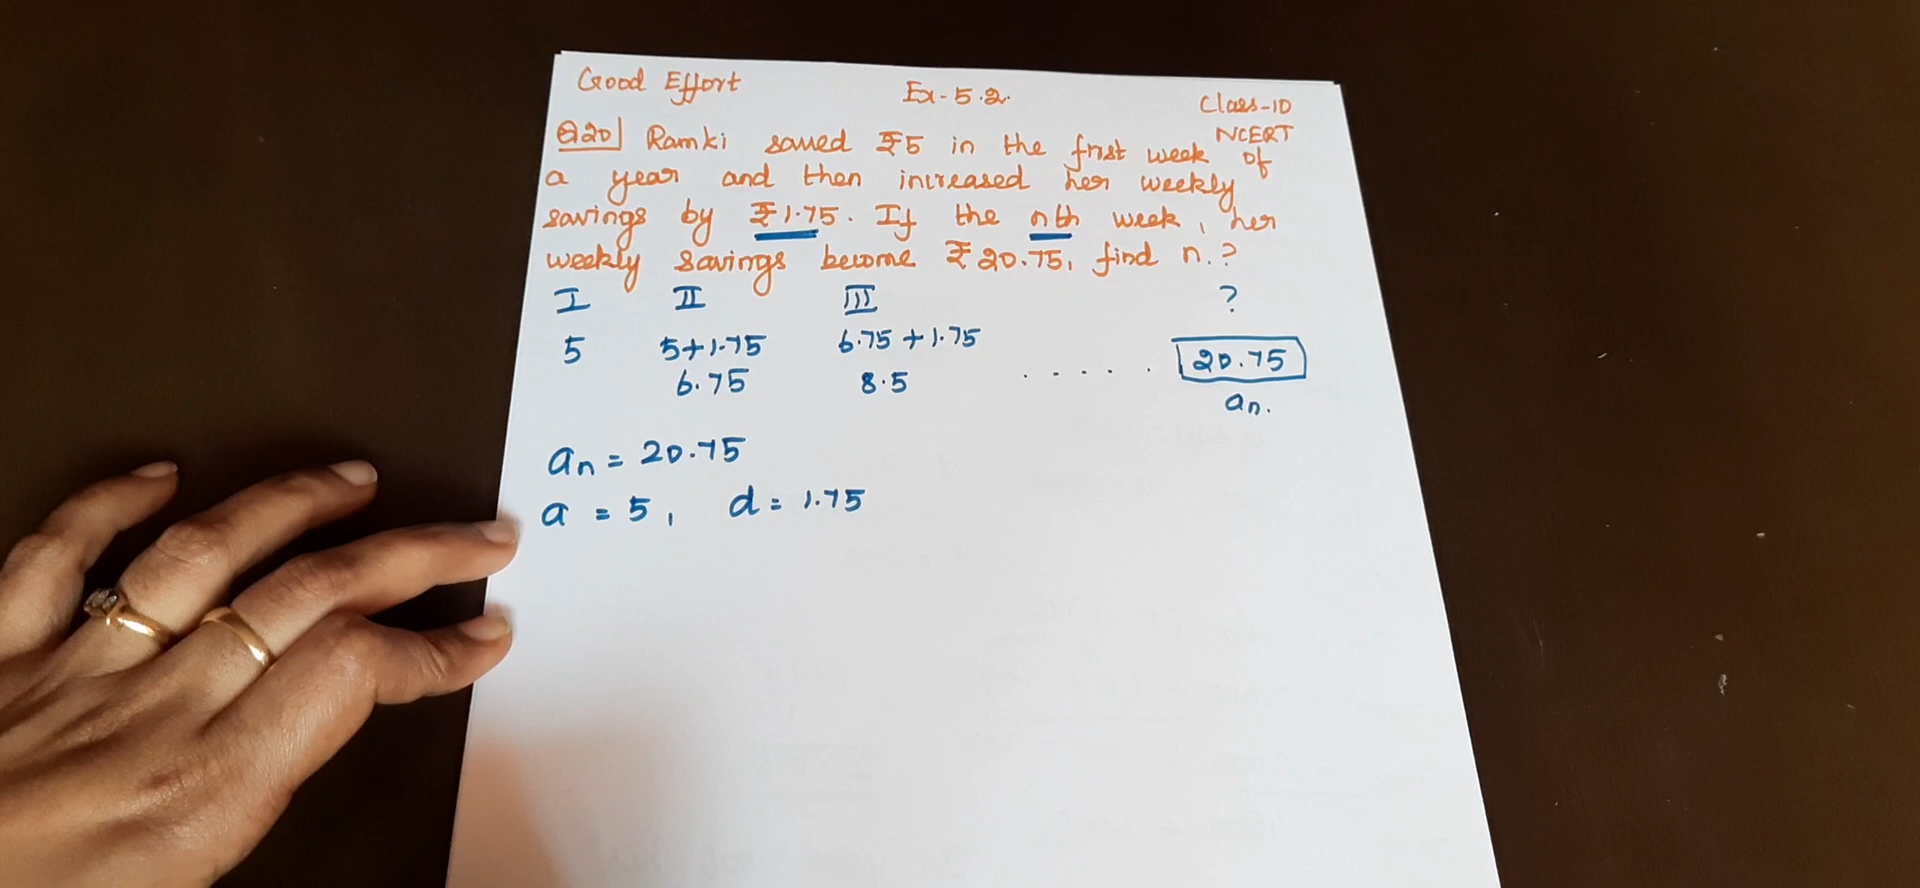 Good Effort Ex-5.2. Class-10
NCERT
Q20 Ramki saved ₹5 in the frist week of
a year and then increased her weekly
savings by ₹1.75. If the nth week, her
weekly savings become ₹20.75, find n.?
I II III ?
5 5+1.75 6.75+1.75 ..... 20.75
6.75 8.5 an.
an = 20.75
a = 5, d = 1.75